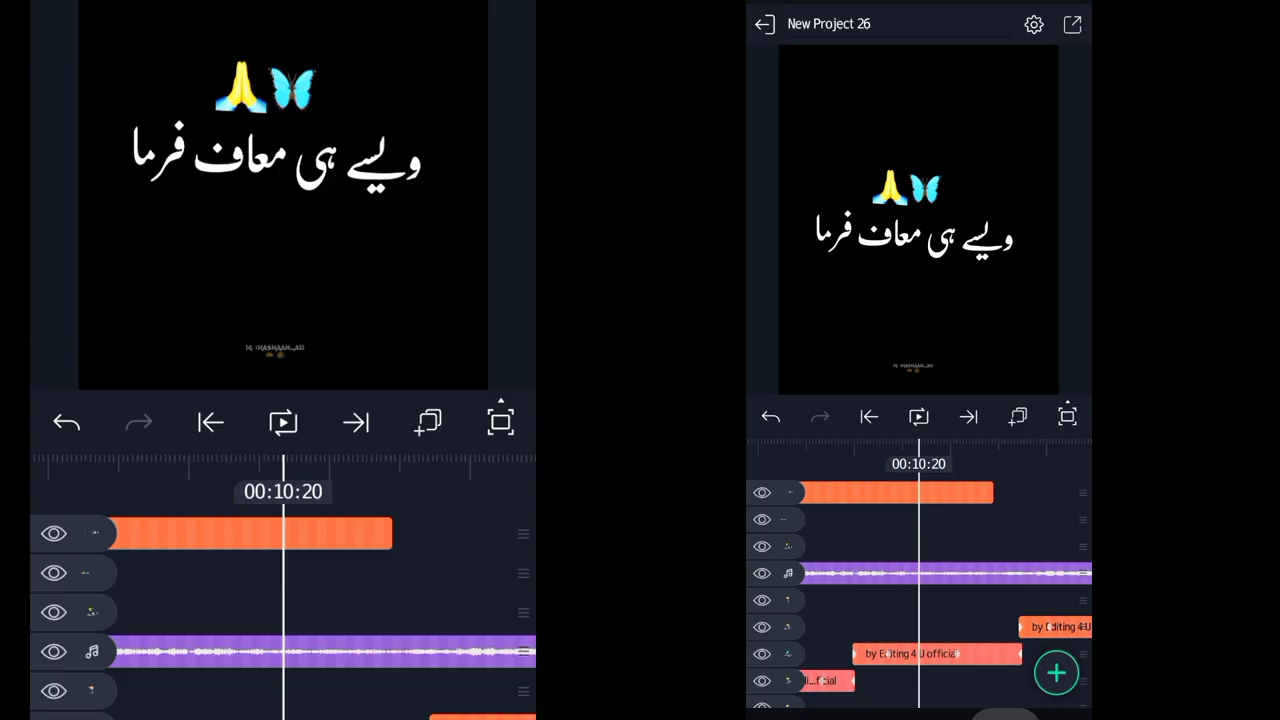 🙏🦋
ویسے ہی معاف فرما
00:10:20
New Project 26
🙏🦋
ویسے ہی معاف فرما
00:10:20
by Editing 4 U
by Editing 4 U official